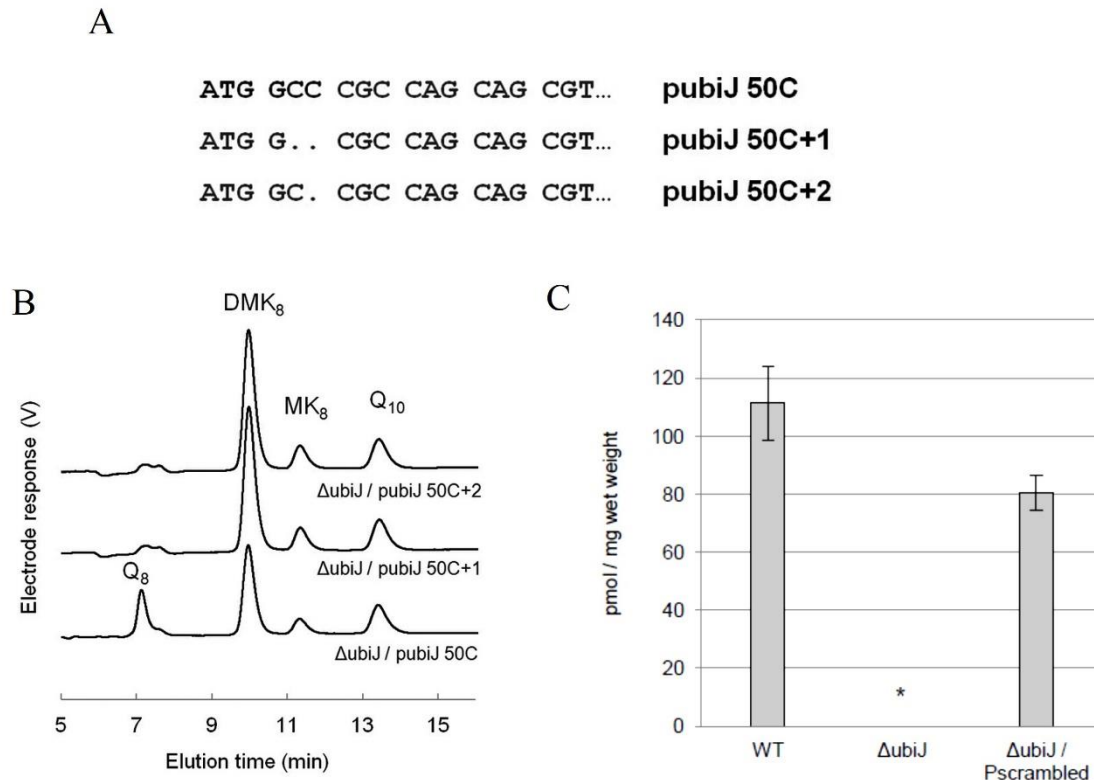 A
ATG GCC CGC CAG CAG CGT... pubiJ 50C
ATG G.. CGC CAG CAG CGT... pubiJ 50C+1
ATG GC. CGC CAG CAG CGT... pubiJ 50C+2
B
DMK8
MK8
Q10
ΔubiJ / pubiJ 50C+2
ΔubiJ / pubiJ 50C+1
Q8
ΔubiJ / pubiJ 50C
Electrode response (V)
5 7 9 11 13 15
Elution time (min)
C
140
120
100
80
60
40
20
0
pmol / mg wet weight
*
WT ΔubiJ ΔubiJ /
Pscrambled